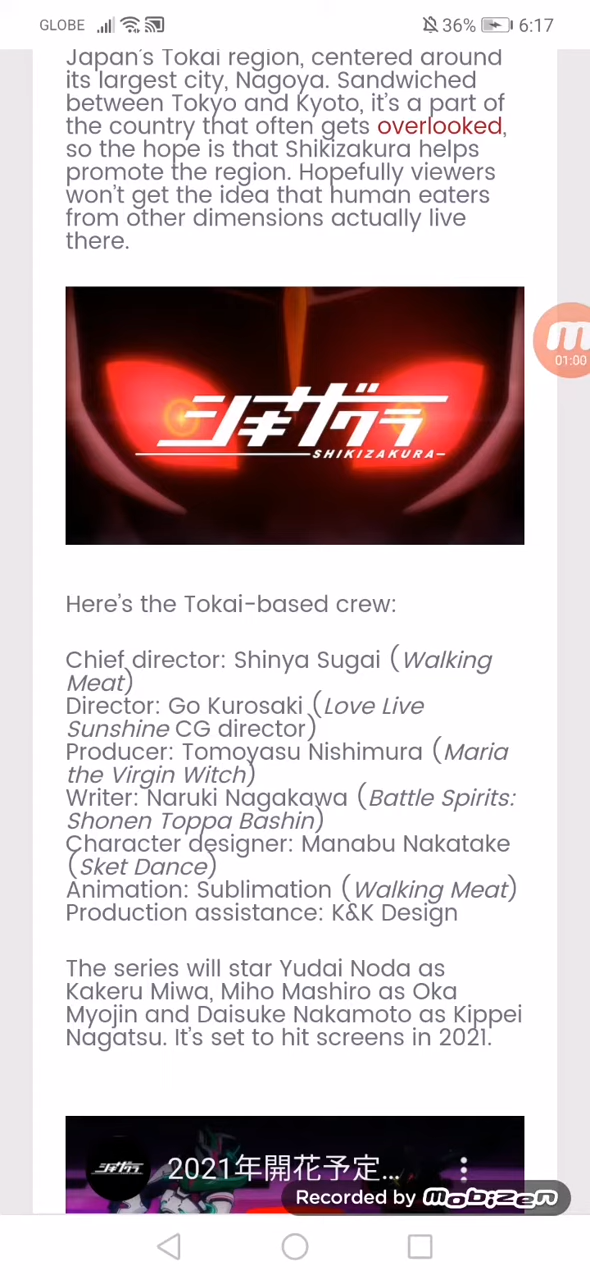 GLOBE 36% 6:17
Japan's Tokai region, centered around
its largest city, Nagoya. Sandwiched
between Tokyo and Kyoto, it's a part of
the country that often gets overlooked,
so the hope is that Shikizakura helps
promote the region. Hopefully viewers
won't get the idea that human eaters
from other dimensions actually live
there.
m
01:00
シキザクラ
SHIKIZAKURA
Here's the Tokai-based crew:
Chief director: Shinya Sugai (Walking
Meat)
Director: Go Kurosaki (Love Live
Sunshine CG director)
Producer: Tomoyasu Nishimura (Maria
the Virgin Witch)
Writer: Naruki Nagakawa (Battle Spirits:
Shonen Toppa Bashin)
Character designer: Manabu Nakatake
(Sket Dance)
Animation: Sublimation (Walking Meat)
Production assistance: K&K Design
The series will star Yudai Noda as
Kakeru Miwa, Miho Mashiro as Oka
Myojin and Daisuke Nakamoto as Kippei
Nagatsu. It's set to hit screens in 2021.
シキザクラ
2021年開花予定...
Recorded by mobizen